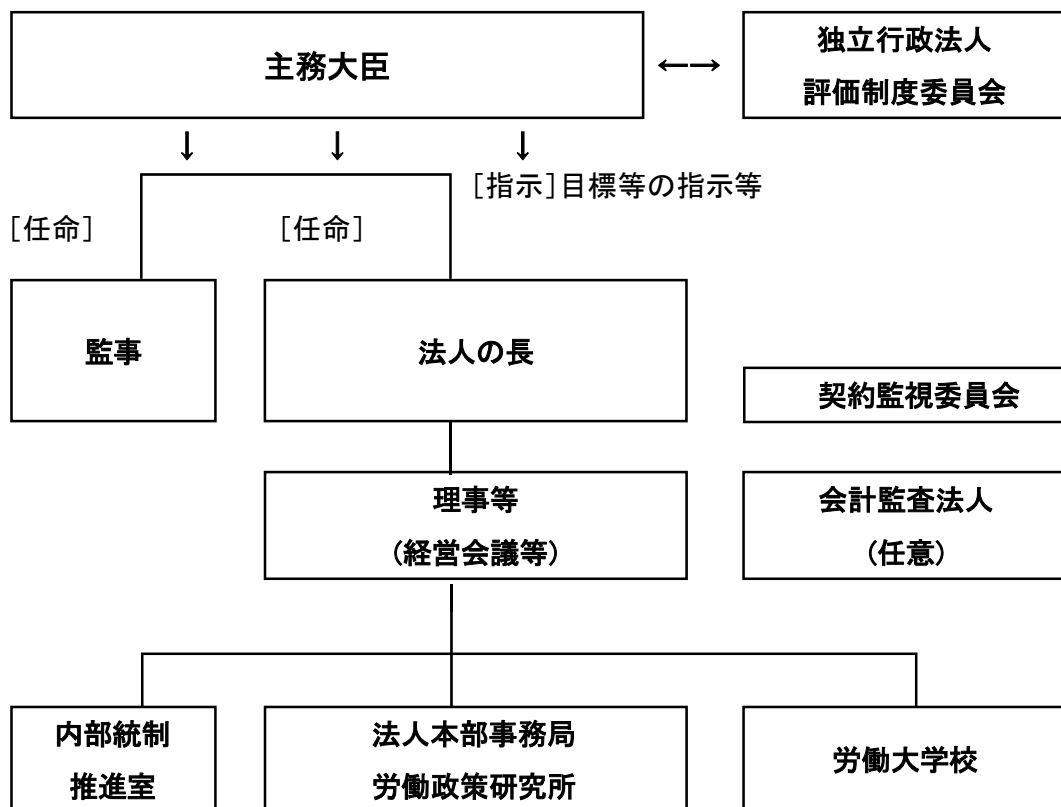 主務大臣
←→
独立行政法人
評価制度委員会
↓ ↓ ↓
[指示]目標等の指示等
[任命]
[任命]
監事
法人の長
契約監視委員会
理事等
(経営会議等)
会計監査法人
(任意)
内部統制
推進室
法人本部事務局
労働政策研究所
労働大学校